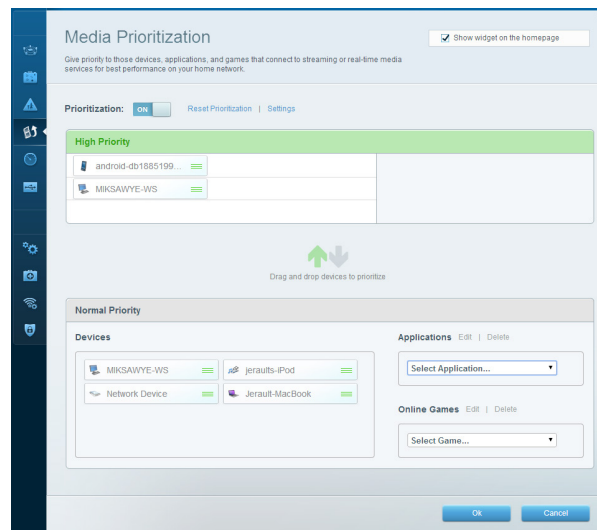 Media Prioritization
Show widget on the homepage
Give priority to those devices, applications, and games that connect to streaming or real-time media
services for best performance on your home network.
Prioritization: ON Reset Prioritization | Settings
High Priority
android-db1885199...
MIKSAWYE-WS
Drag and drop devices to prioritize
Normal Priority
Devices
MIKSAWYE-WS
jeraults-iPod
Network Device
Jerault-MacBook
Applications Edit | Delete
Select Application...
Online Games Edit | Delete
Select Game...
Ok
Cancel